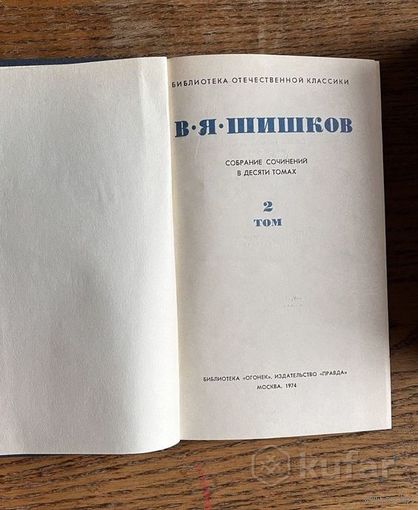 БИБЛИОТЕКА ОТЕЧЕСТВЕННОЙ КЛАССИКИ
В·Я·ШИШКОВ
СОБРАНИЕ СОЧИНЕНИЙ
В ДЕСЯТИ ТОМАХ
2
ТОМ
БИБЛИОТЕКА «ОГОНЕК», ИЗДАТЕЛЬСТВО «ПРАВДА»
МОСКВА, 1974
kufar